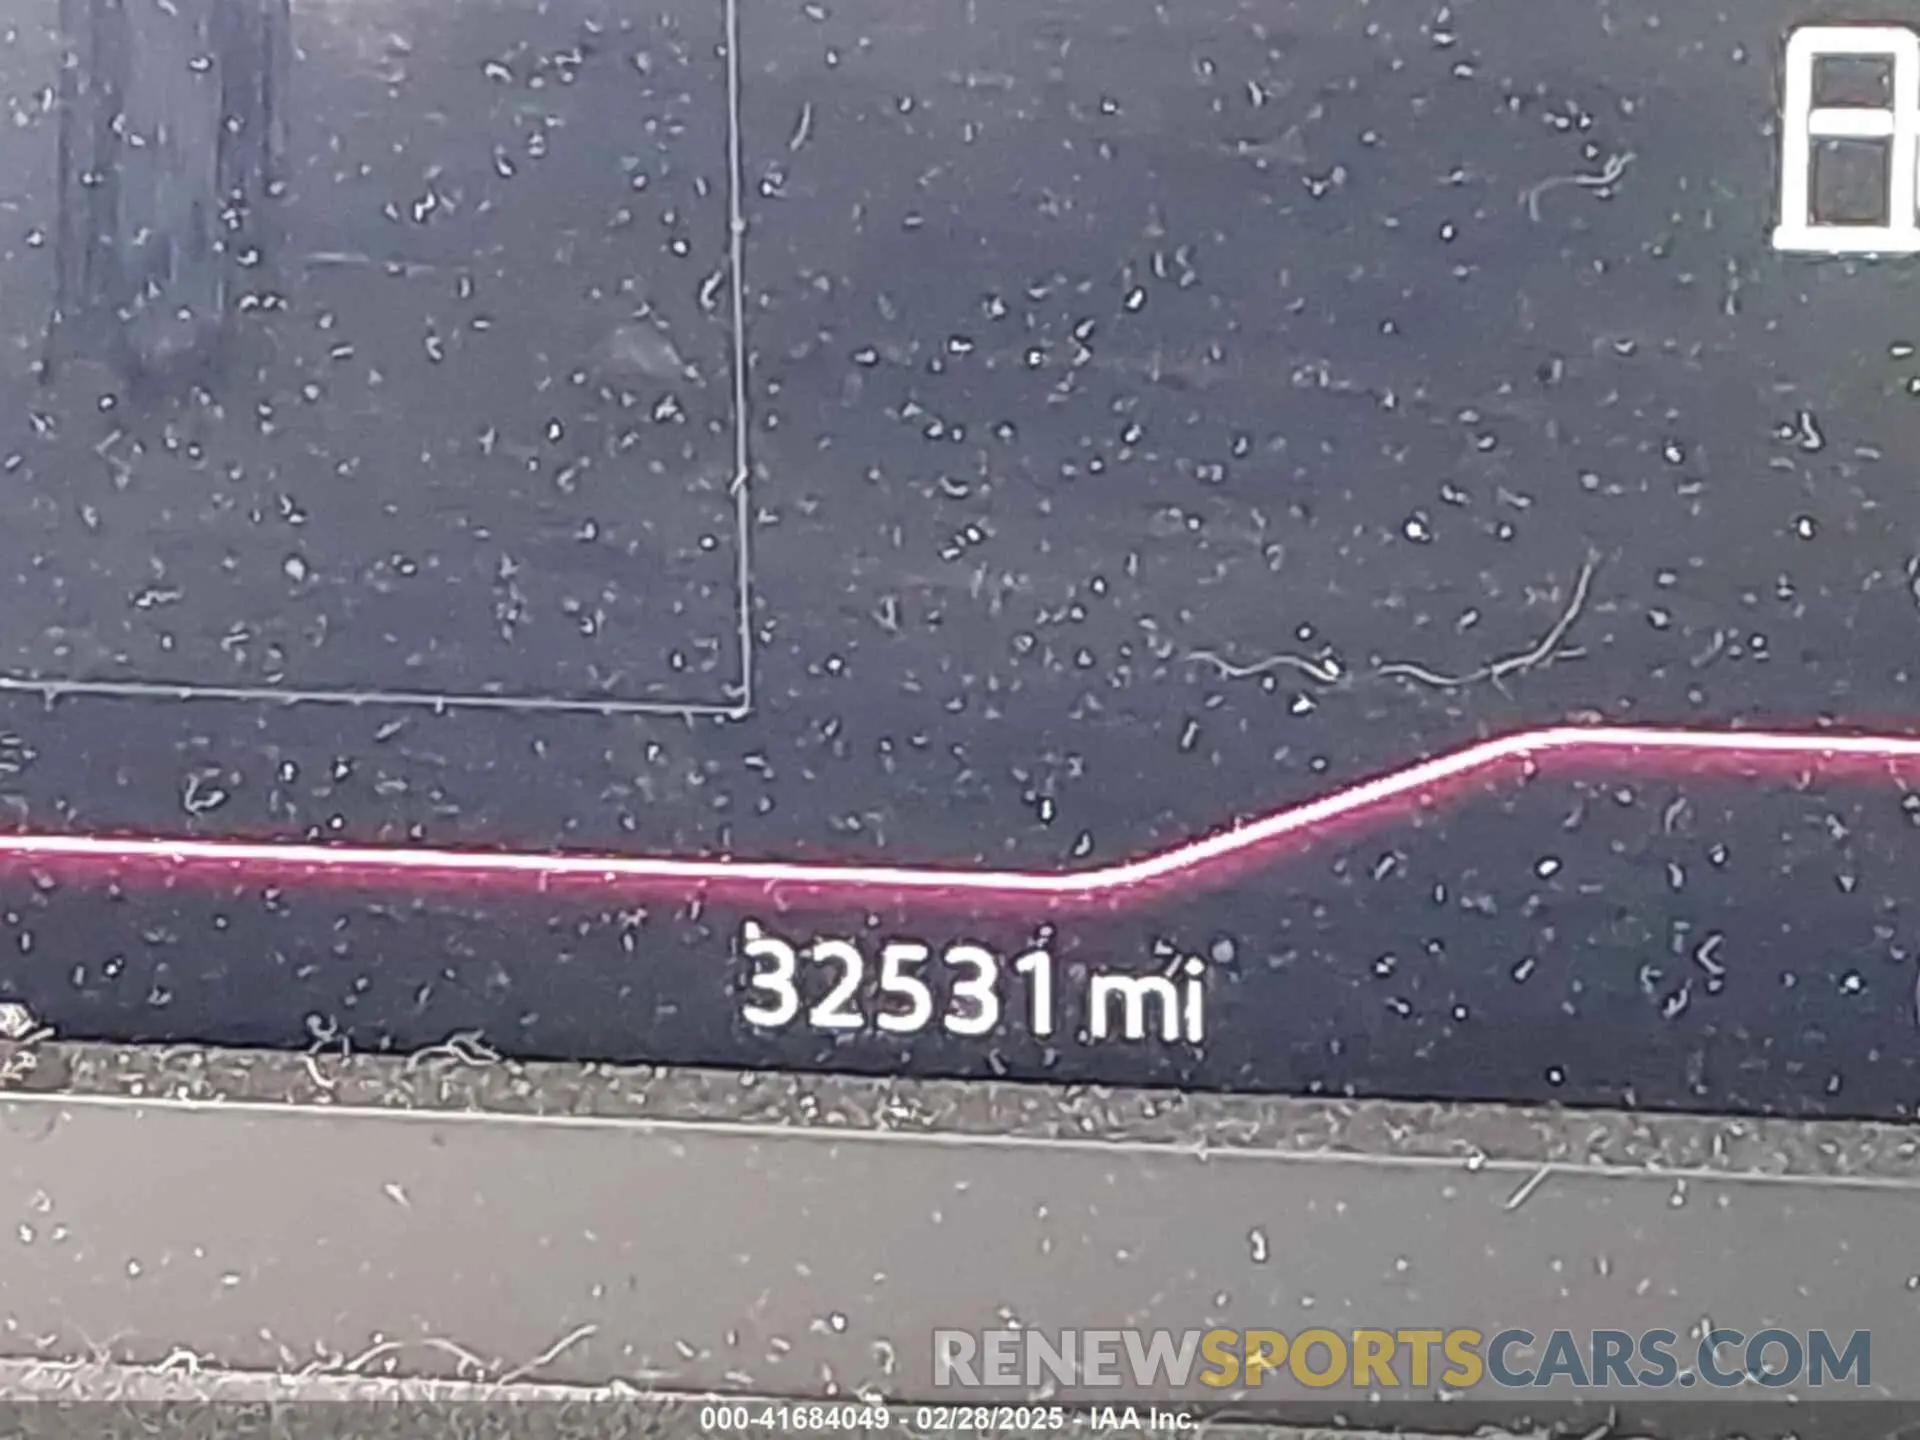 32531 mi
RENEWSPORTSCARS.COM
000-41684049 - 02/28/2025 - IAA Inc.